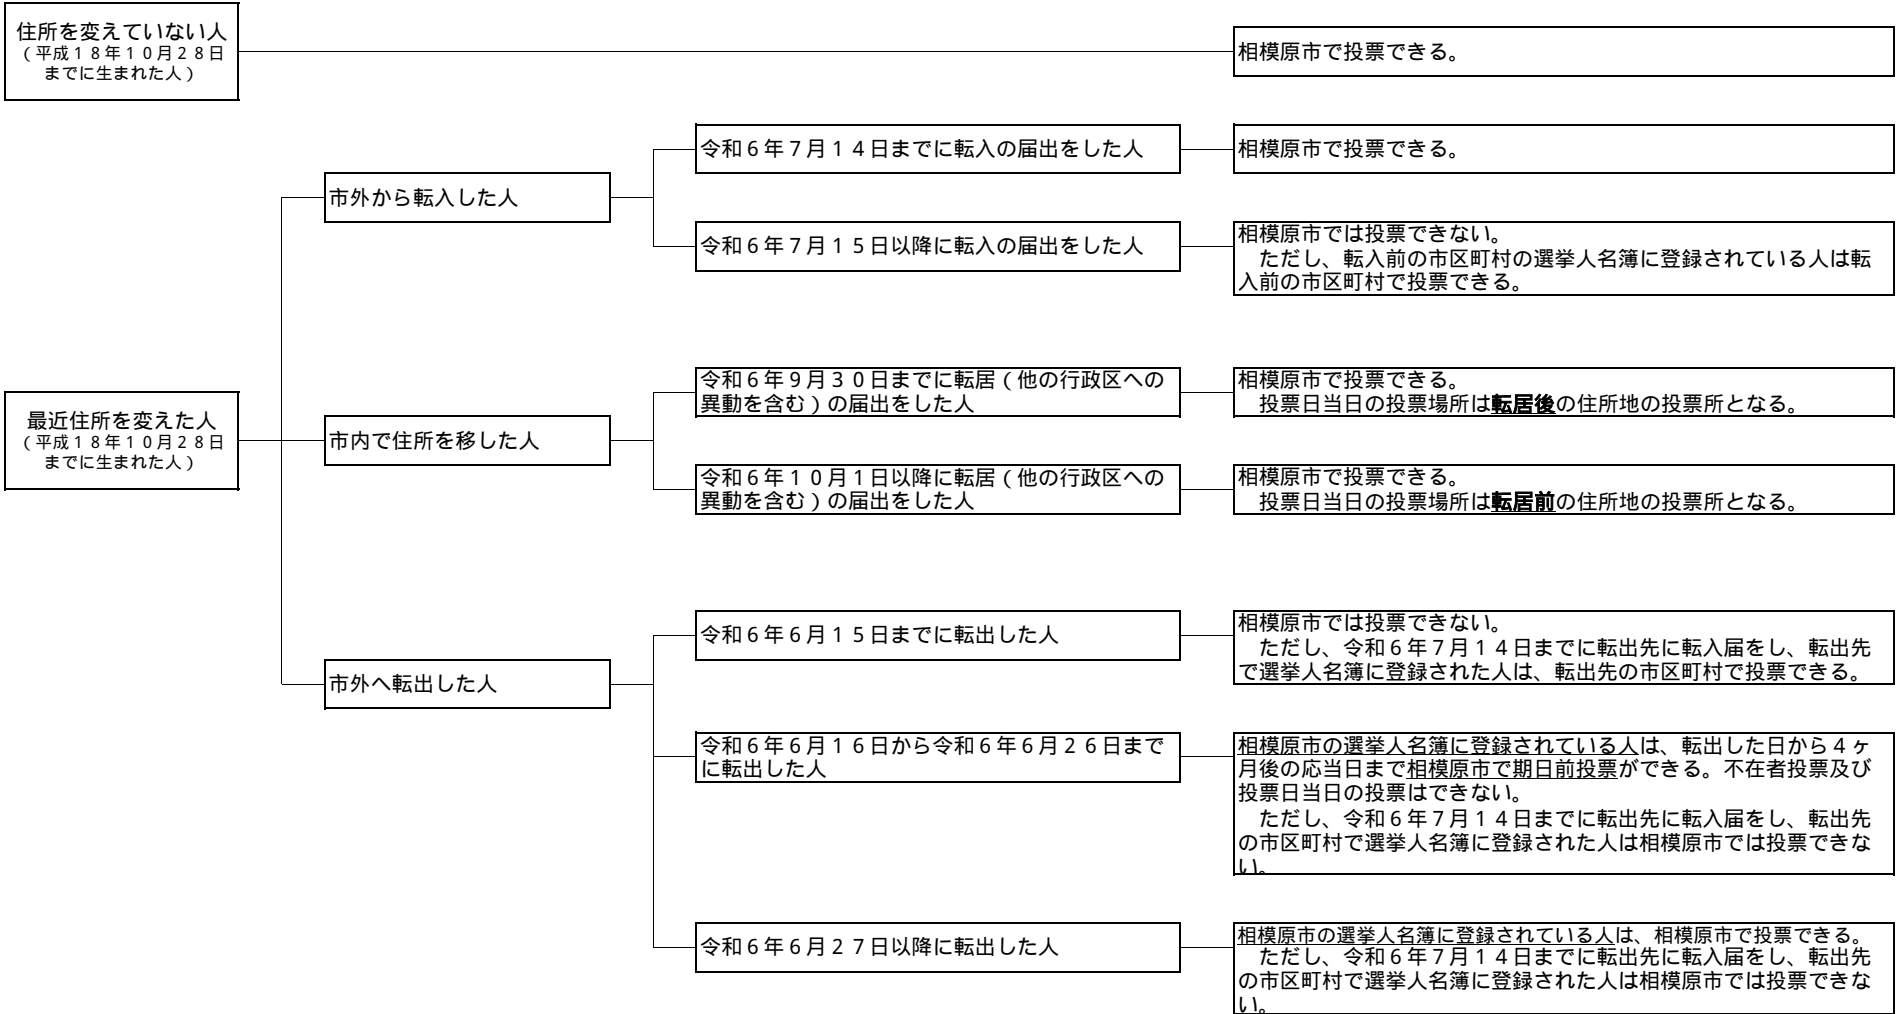 住所を変えていない人
（平成１８年１０月２８日
までに生まれた人）
相模原市で投票できる。
令和６年７月１４日までに転入の届出をした人
相模原市で投票できる。
市外から転入した人
令和６年７月１５日以降に転入の届出をした人
相模原市では投票できない。
　ただし、転入前の市区町村の選挙人名簿に登録されている人は転
入前の市区町村で投票できる。
最近住所を変えた人
（平成１８年１０月２８日
までに生まれた人）
市内で住所を移した人
令和６年９月３０日までに転居（他の行政区への
異動を含む）の届出をした人
相模原市で投票できる。
　投票日当日の投票場所は転居後の住所地の投票所となる。
令和６年１０月１日以降に転居（他の行政区への
異動を含む）の届出をした人
相模原市で投票できる。
　投票日当日の投票場所は転居前の住所地の投票所となる。
市外へ転出した人
令和６年６月１５日までに転出した人
相模原市では投票できない。
　ただし、令和６年７月１４日までに転出先に転入届をし、転出先
で選挙人名簿に登録された人は、転出先の市区町村で投票できる。
令和６年６月１６日から令和６年６月２６日まで
に転出した人
相模原市の選挙人名簿に登録されている人は、転出した日から４ヶ
月後の応当日まで相模原市で期日前投票ができる。不在者投票及び
投票日当日の投票はできない。
　ただし、令和６年７月１４日までに転出先に転入届をし、転出先
の市区町村で選挙人名簿に登録された人は相模原市では投票できな
い。
令和６年６月２７日以降に転出した人
相模原市の選挙人名簿に登録されている人は、相模原市で投票できる。
　ただし、令和６年７月１４日までに転出先に転入届をし、転出先
の市区町村で選挙人名簿に登録された人は相模原市では投票できな
い。